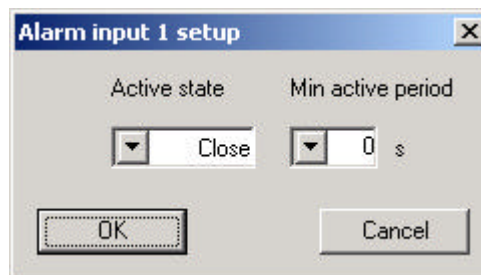 Alarm input 1 setup
Active state Min active period
Close 0 s
OK Cancel